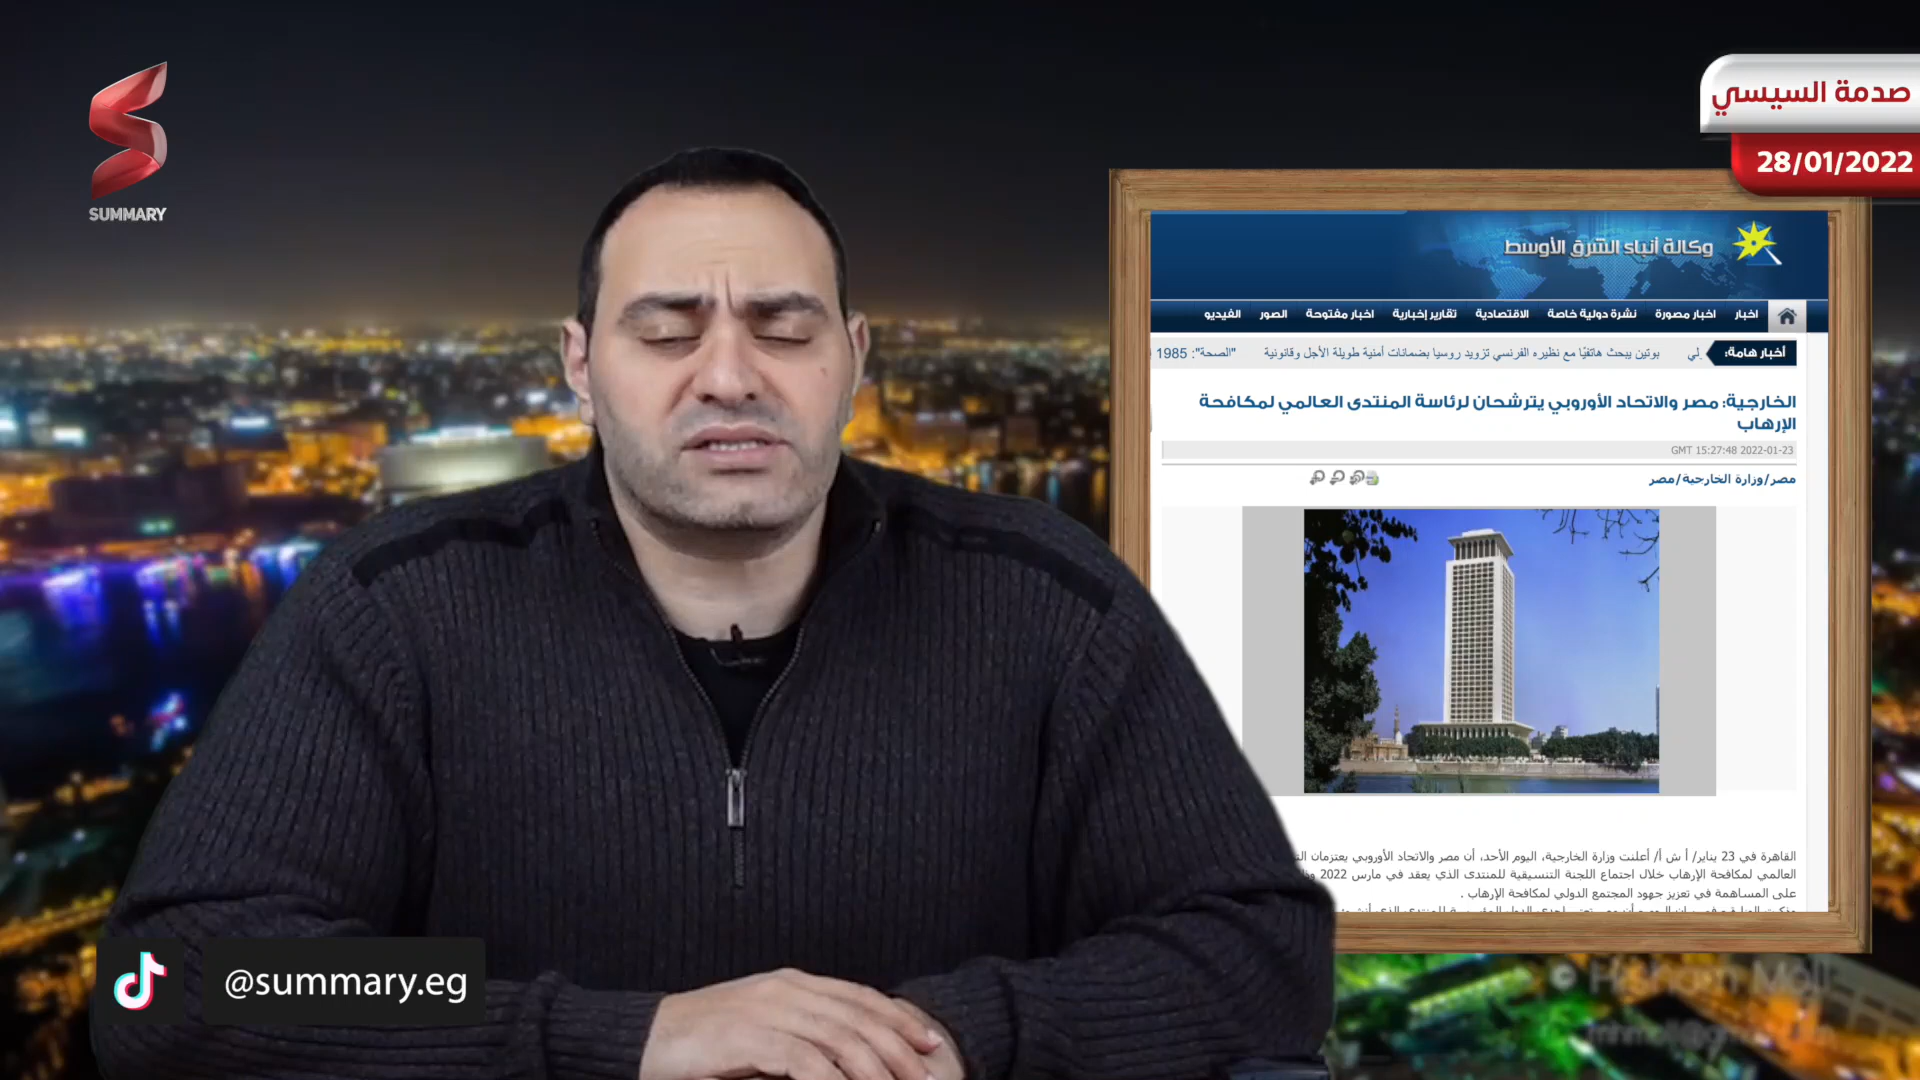 SUMMARY
صدمة السيسي
28/01/2022
وكالة أنباء الشرق الأوسط
اخبار اخبار مصورة نشرة دولية خاصة الاقتصادية تقارير إخبارية اخبار مفتوحة الصور الفيديو
أخبار هامة: بوتين يبحث هاتفيًا مع نظيره الفرنسي تزويد روسيا بضمانات أمنية طويلة الأجل وقانونية "الصحة": 1985
الخارجية: مصر والاتحاد الأوروبي يترشحان لرئاسة المنتدى العالمي لمكافحة
الإرهاب
GMT 15:27:48 2022-01-23
مصر/وزارة الخارجية/مصر
القاهرة في 23 يناير/ أ ش أ/ أعلنت وزارة الخارجية، اليوم الأحد، أن مصر والاتحاد الأوروبي يعتزمان
العالمي لمكافحة الإرهاب خلال اجتماع اللجنة التنسيقية للمنتدى الذي يعقد في مارس 2022
على المساهمة في تعزيز جهود المجتمع الدولي لمكافحة الإرهاب .
@summary.eg